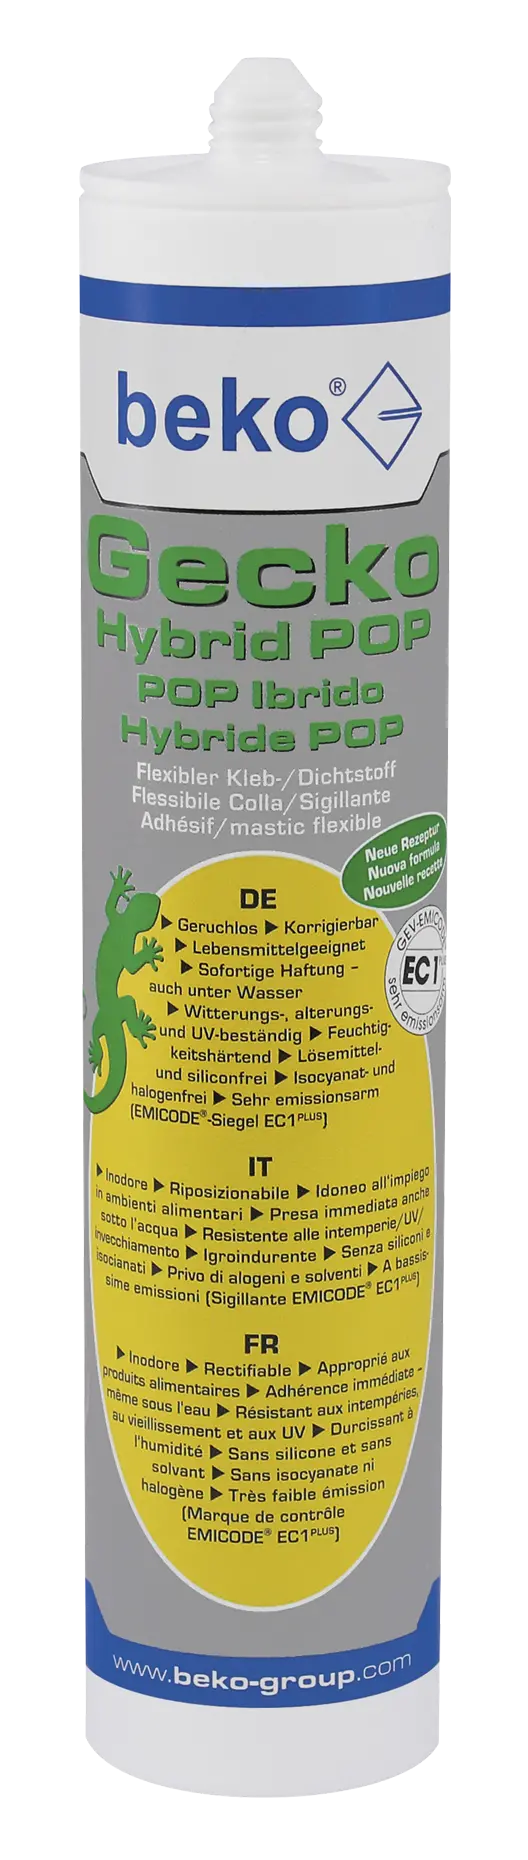 beko®
Gecko
Hybrid POP
POP Ibrido
Hybride POP
Flexibler Kleb-/Dichtstoff
Flessibile Colla/Sigillante
Adhésif/mastic flexible
Neue Rezeptur
Nuova formula
Nouvelle recette
GEV-EMICODE
EC 1 PLUS
sehr emissionsarm
DE
▶ Geruchlos ▶ Korrigierbar
▶ Lebensmittelgeeignet
▶ Sofortige Haftung –
auch unter Wasser
▶ Witterungs-, alterungs-
und UV-beständig ▶ Feuchtig-
keitshärtend ▶ Lösemittel-
und siliconfrei ▶ Isocyanat- und
halogenfrei ▶ Sehr emissionsarm
(EMICODE®-Siegel EC1PLUS)
IT
▶ Inodore ▶ Riposizionabile ▶ Idoneo all'impiego
in ambienti alimentari ▶ Presa immediata anche
sotto l'acqua ▶ Resistente alle intemperie/UV/
invecchiamento ▶ Igroindurente ▶ Senza siliconi e
isocianati ▶ Privo di alogeni e solventi ▶ A bassis-
sime emissioni (Sigillante EMICODE® EC1PLUS)
FR
▶ Inodore ▶ Rectifiable ▶ Approprié aux
produits alimentaires ▶ Adhérence immédiate –
même sous l'eau ▶ Résistant aux intempéries,
au vieillissement et aux UV ▶ Durcissant à
l'humidité ▶ Sans silicone et sans
solvant ▶ Sans isocyanate ni
halogène ▶ Très faible émission
(Marque de contrôle
EMICODE® EC1PLUS)
www.beko-group.com